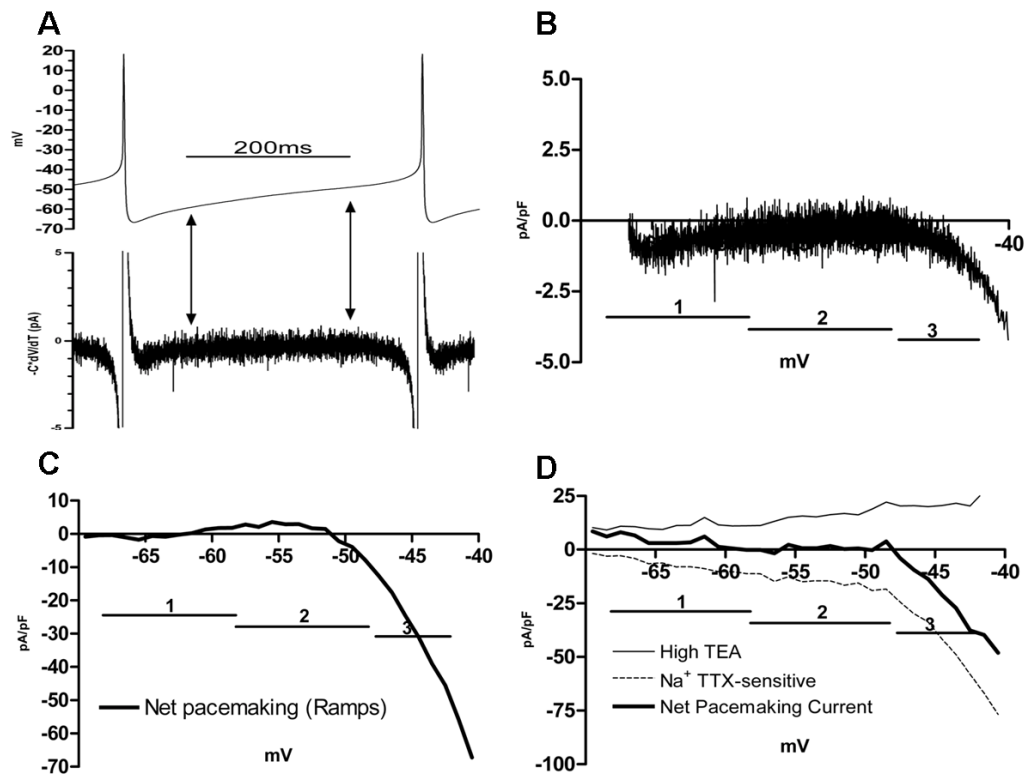 A
20
10
0
-10
-20
-30
-40
-50
-60
-70
mV
200ms
5
0
-5
-C*dV/dT (pA)
B
5.0
2.5
0.0
-2.5
-5.0
pA/pF
-40
1
2
3
mV
C
10
0
-10
-20
-30
-40
-50
-60
-70
pA/pF
-65 -60 -55 -50 -45 -40
1
2
3
Net pacemaking (Ramps)
mV
D
25
0
-25
-50
-75
-100
pA/pF
-65 -60 -55 -50 -45 -40
1
2
3
High TEA
Na+ TTX-sensitive
Net Pacemaking Current
mV